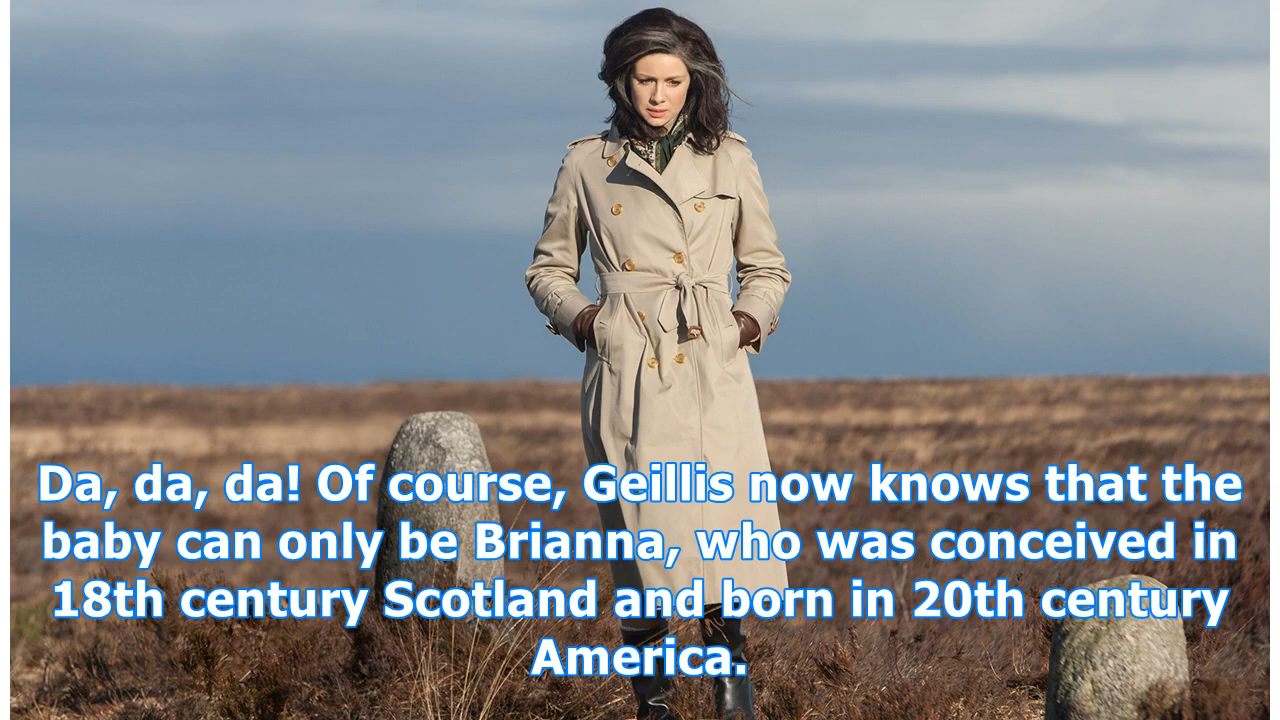 Da, da, da! Of course, Geillis now knows that the
baby can only be Brianna, who was conceived in
18th century Scotland and born in 20th century
America.